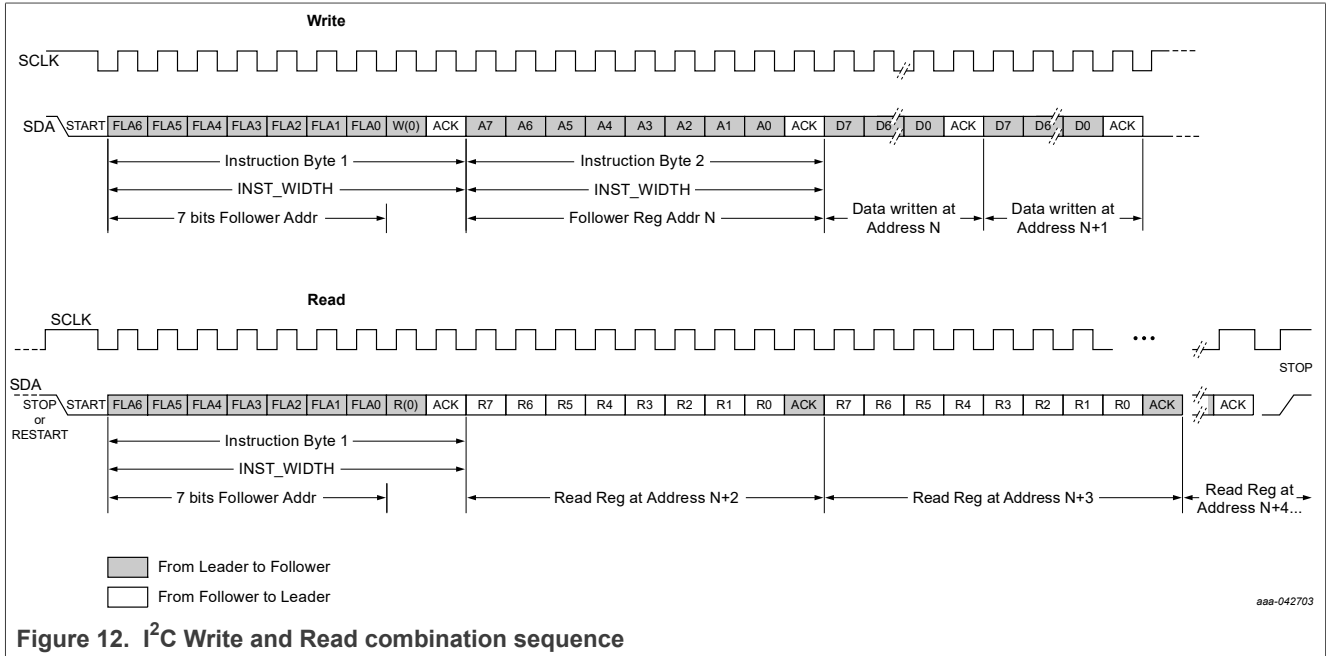 Write
SCLK
SDA START FLA6 FLA5 FLA4 FLA3 FLA2 FLA1 FLA0 W(0) ACK A7 A6 A5 A4 A3 A2 A1 A0 ACK D7 D6 D0 ACK D7 D6 D0 ACK
Instruction Byte 1 Instruction Byte 2
INST_WIDTH INST_WIDTH
7 bits Follower Addr Follower Reg Addr N Data written at Address N Data written at Address N+1
Read
SCLK
STOP
SDA
STOP or RESTART START FLA6 FLA5 FLA4 FLA3 FLA2 FLA1 FLA0 R(0) ACK R7 R6 R5 R4 R3 R2 R1 R0 ACK R7 R6 R5 R4 R3 R2 R1 R0 ACK ACK
Instruction Byte 1
INST_WIDTH
7 bits Follower Addr Read Reg at Address N+2 Read Reg at Address N+3 Read Reg at Address N+4...
From Leader to Follower
From Follower to Leader
aaa-042703
Figure 12. I²C Write and Read combination sequence